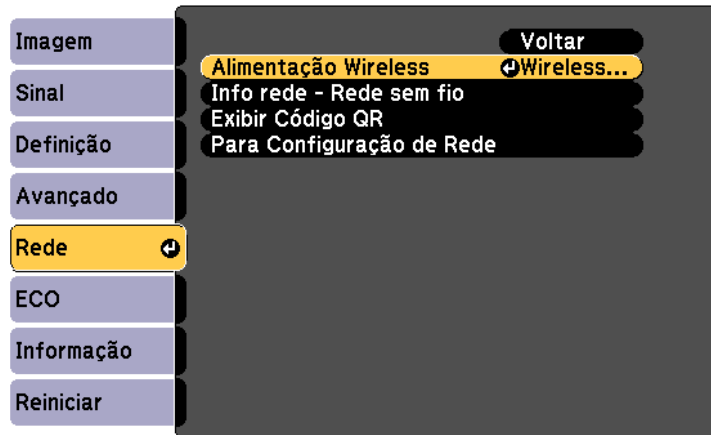 Imagem
Sinal
Definição
Avançado
Rede
ECO
Informação
Reiniciar
Voltar
Alimentação Wireless Wireless...
Info rede - Rede sem fio
Exibir Código QR
Para Configuração de Rede